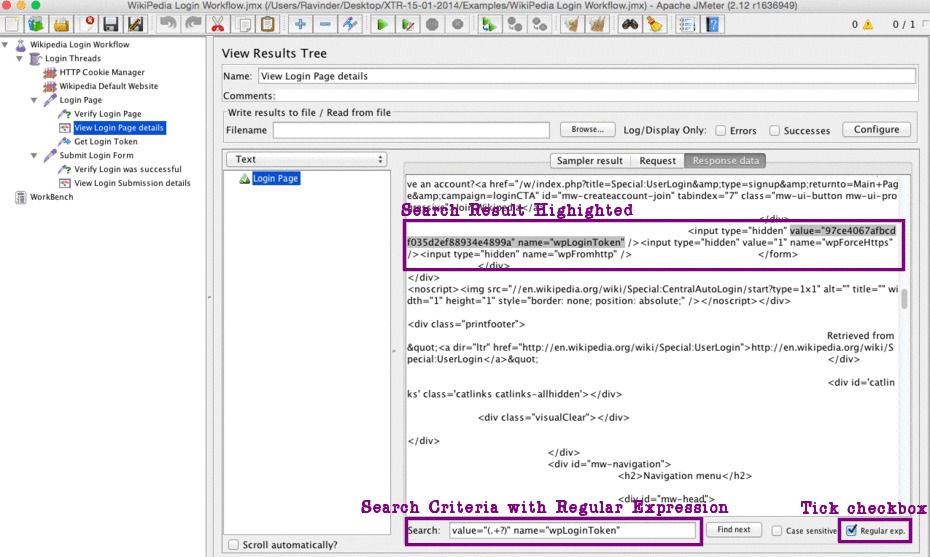 WikiPedia Login Workflow.jmx (/Users/Ravinder/Desktop/XTR-15-01-2014/Examples/WikiPedia Login Workflow.jmx) - Apache JMeter (2.12 r1636949)
0
0 / 1
Wikipedia Login Workflow
Login Threads
HTTP Cookie Manager
Wikipedia Default Website
Login Page
Verify Login Page
View Login Page details
Get Login Token
Submit Login Form
Verify Login was successful
View Login Submission details
WorkBench
View Results Tree
Name: View Login Page details
Comments:
Write results to file / Read from file
Filename Browse... Log/Display Only: Errors Successes Configure
Text
Login Page
Sampler result Request Response data
ve an account?<a href="/w/index.php?title=Special:UserLogin&amp;type=signup&amp;returnto=Main+Pag
e&amp;campaign=loginCTA" id="mw-createaccount-join" tabindex="7" class="mw-ui-button mw-ui-pro
Search Result Highighted
</div>
<input type="hidden" value="97ce4067afbcd
f035d2ef88934e4899a" name="wpLoginToken" /><input type="hidden" value="1" name="wpForceHttps"
/><input type="hidden" name="wpFromhttp" /> </form>
</div>
</div>
<noscript><img src="//en.wikipedia.org/wiki/Special:CentralAutoLogin/start?type=1x1" alt="" title="" wi
dth="1" height="1" style="border: none; position: absolute;" /></noscript></div>
<div class="printfooter">
Retrieved from
&quot;<a dir="ltr" href="http://en.wikipedia.org/wiki/Special:UserLogin">http://en.wikipedia.org/wiki/S
pecial:UserLogin</a>&quot; </div>
<div id='catlin
ks' class='catlinks catlinks-allhidden'></div>
<div class="visualClear"></div>
</div>
</div>
<div id="mw-navigation">
<h2>Navigation menu</h2>
<div id="mw-head">
Search Criteria with Regular Expression
Tick checkbox
Search: value="(.+?)" name="wpLoginToken" Find next Case sensitive Regular exp.
Scroll automatically?